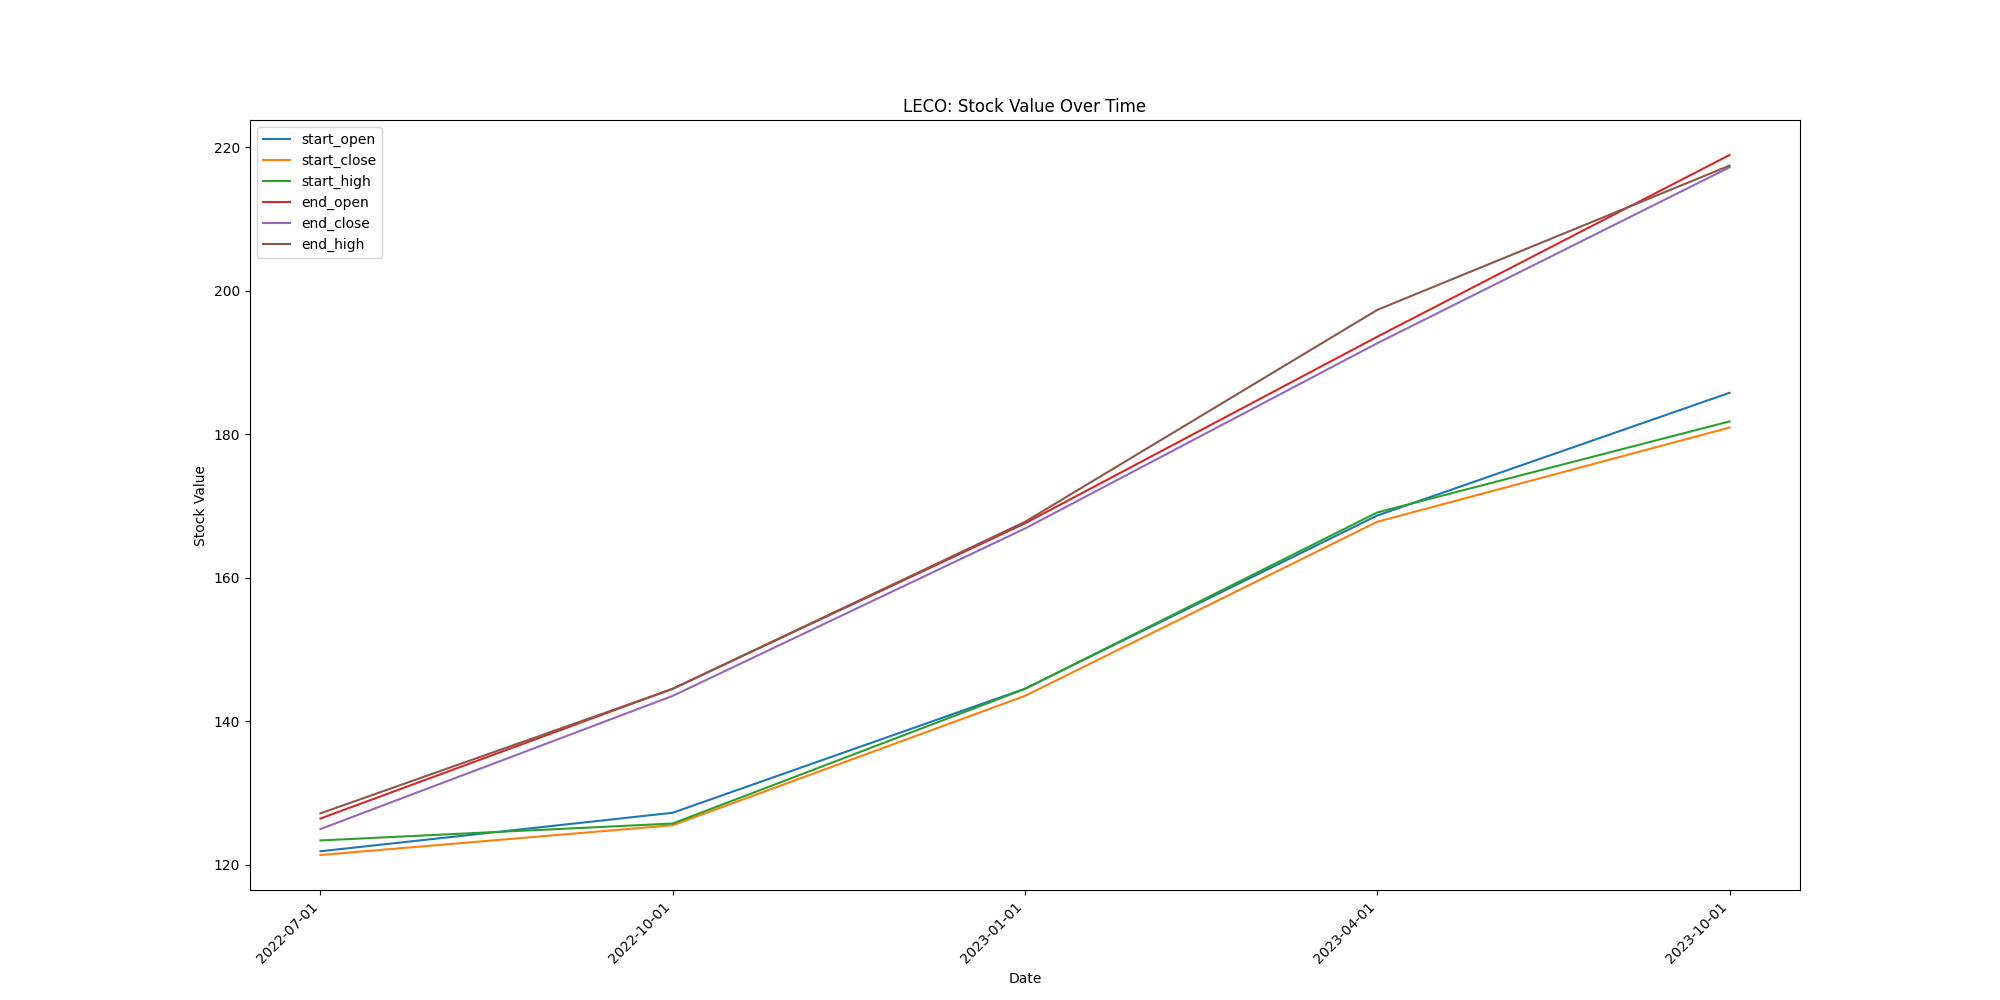 LECO: Stock Value Over Time
start_open
start_close
start_high
end_open
end_close
end_high
220
200
180
160
140
120
Stock Value
2022-07-01
2022-10-01
2023-01-01
2023-04-01
2023-10-01
Date